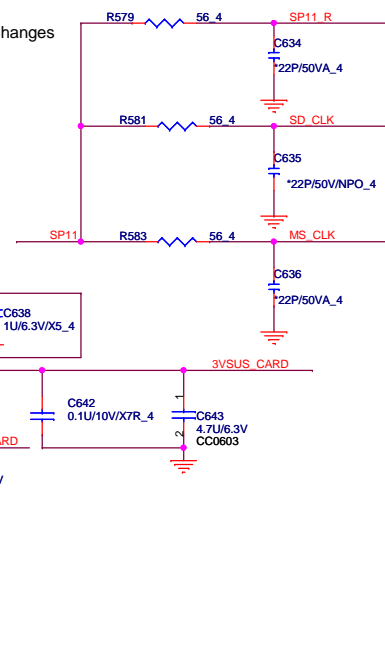 hanges
R579 56_4 SP11_R
C634
*22P/50VA_4
R581 56_4 SD_CLK
C635
*22P/50V/NPO_4
SP11 R583 56_4 MS_CLK
C636
*22P/50VA_4
C638
1U/6.3V/X5_4
3VSUS_CARD
C642
0.1U/10V/X7R_4
1
2
C643
4.7U/6.3V
CC0603
ARD